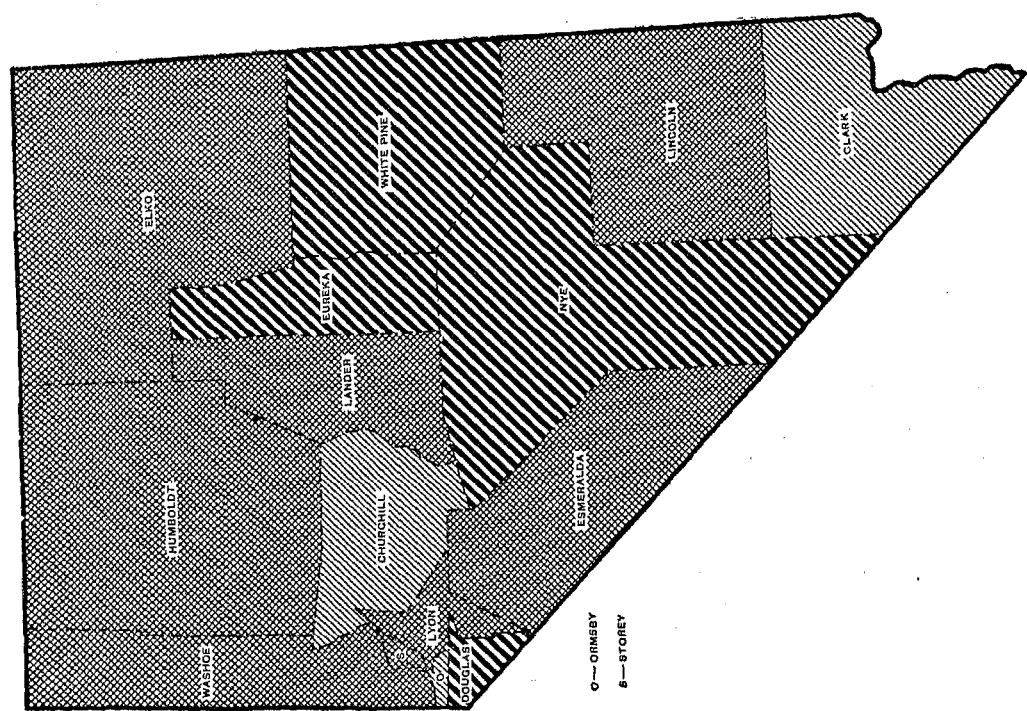 ELKO
WHITE PINE
LINCOLN
CLARK
EUREKA
NYE
LANDER
HUMBOLDT
CHURCHILL
ESMERALDA
WASHOE
S
LYON
O
DOUGLAS
O—ORMSBY
S—STOREY